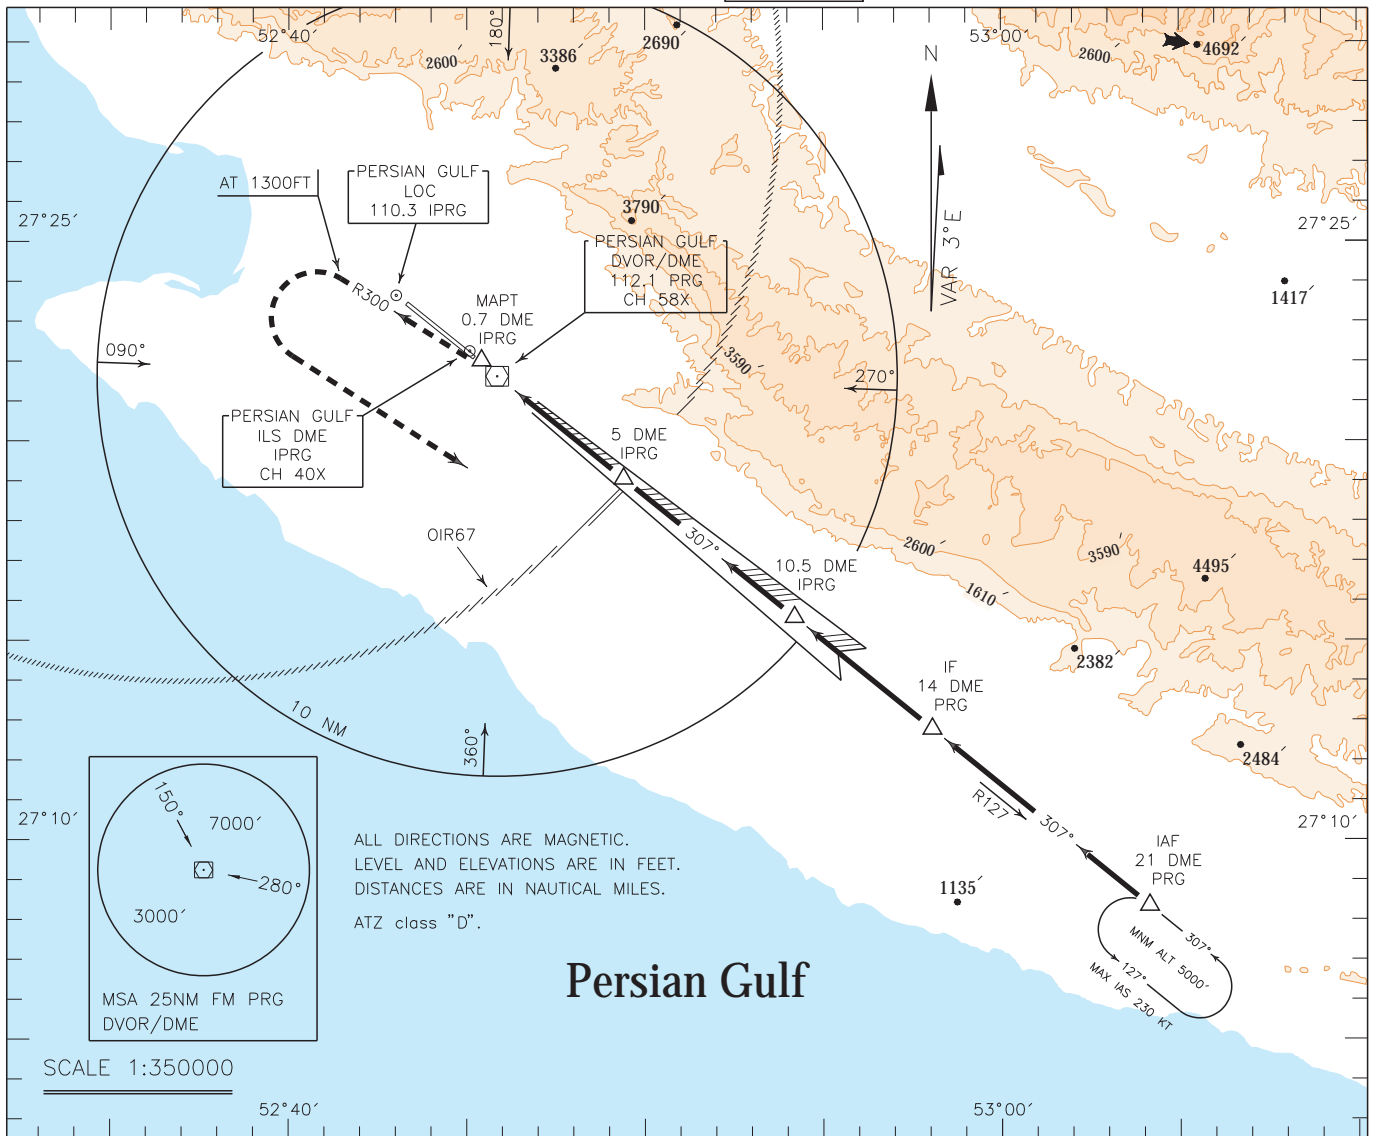 52°40′
180°
2600′
3386′
2690′
53°00′
2600′
4692′
N
VAR 3°E
AT 1300FT
PERSIAN GULF
LOC
110.3 IPRG
27°25′
3790′
27°25′
PERSIAN GULF
DVOR/DME
112.1 PRG
CH 58X
1417′
R300
MAPT
0.7 DME
IPRG
090°
3590′
270°
PERSIAN GULF
ILS DME
IPRG
CH 40X
5 DME
IPRG
OIR67
307°
2600′
3590′
4495′
10.5 DME
IPRG
1610′
2382′
IF
14 DME
PRG
10 NM
360°
2484′
150°
7000′
280°
3000′
MSA 25NM FM PRG
DVOR/DME
27°10′
R127
307°
27°10′
ALL DIRECTIONS ARE MAGNETIC.
LEVEL AND ELEVATIONS ARE IN FEET.
DISTANCES ARE IN NAUTICAL MILES.
ATZ class "D".
IAF
21 DME
PRG
1135′
307°
MNM ALT 5000′
127°
MAX IAS 230 KT
Persian Gulf
SCALE 1:350000
52°40′
53°00′